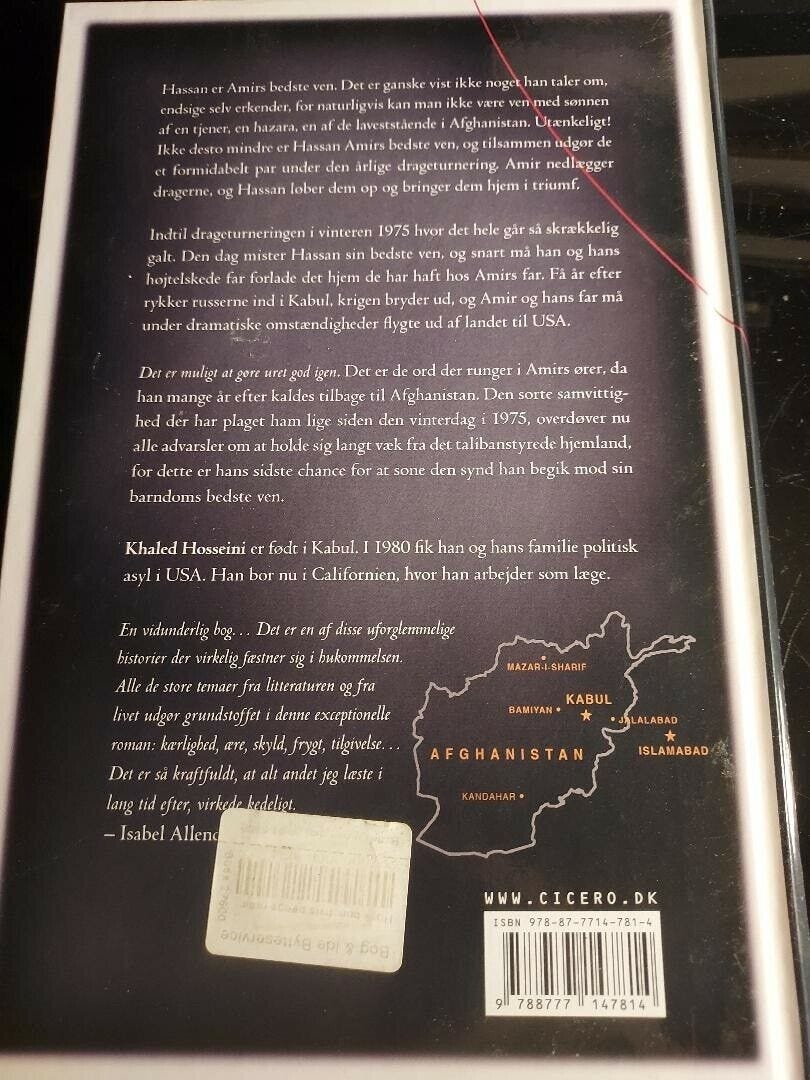 Hassan er Amirs bedste ven. Det er ganske vist ikke noget han taler om,
endsige selv erkender, for naturligvis kan man ikke være ven med sønnen
af en tjener, en hazara, en af de laveststående i Afghanistan. Utænkeligt!
Ikke desto mindre er Hassan Amirs bedste ven, og tilsammen udgør de
et formidabelt par under den årlige drageturnering. Amir nedlægger
dragerne, og Hassan løber dem op og bringer dem hjem i triumf.
Indtil drageturneringen i vinteren 1975 hvor det hele går så skrækkelig
galt. Den dag mister Hassan sin bedste ven, og snart må han og hans
højtelskede far forlade det hjem de har haft hos Amirs far. Få år efter
rykker russerne ind i Kabul, krigen bryder ud, og Amir og hans far må
under dramatiske omstændigheder flygte ud af landet til USA.
Det er muligt at gøre uret god igen. Det er de ord der runger i Amirs ører, da
han mange år efter kaldes tilbage til Afghanistan. Den sorte samvittig-
hed der har plaget ham lige siden den vinterdag i 1975, overdøver nu
alle advarsler om at holde sig langt væk fra det talibanstyrede hjemland,
for dette er hans sidste chance for at sone den synd han begik mod sin
barndoms bedste ven.
Khaled Hosseini er født i Kabul. I 1980 fik han og hans familie politisk
asyl i USA. Han bor nu i Californien, hvor han arbejder som læge.
En vidunderlig bog... Det er en af disse uforglemmelige
historier der virkelig fæstner sig i hukommelsen.
Alle de store temaer fra litteraturen og fra
livet udgør grundstoffet i denne exceptionelle
roman: kærlighed, ære, skyld, frygt, tilgivelse...
Det er så kraftfuldt, at alt andet jeg læste i
lang tid efter, virkede kedeligt.
– Isabel Allend
MAZAR-I-SHARIF
KABUL
BAMIYAN
JALALABAD
ISLAMABAD
AFGHANISTAN
KANDAHAR
Bog & Ide Bytteservice
WWW.CICERO.DK
ISBN 978-87-7714-781-4
9 788777 147814